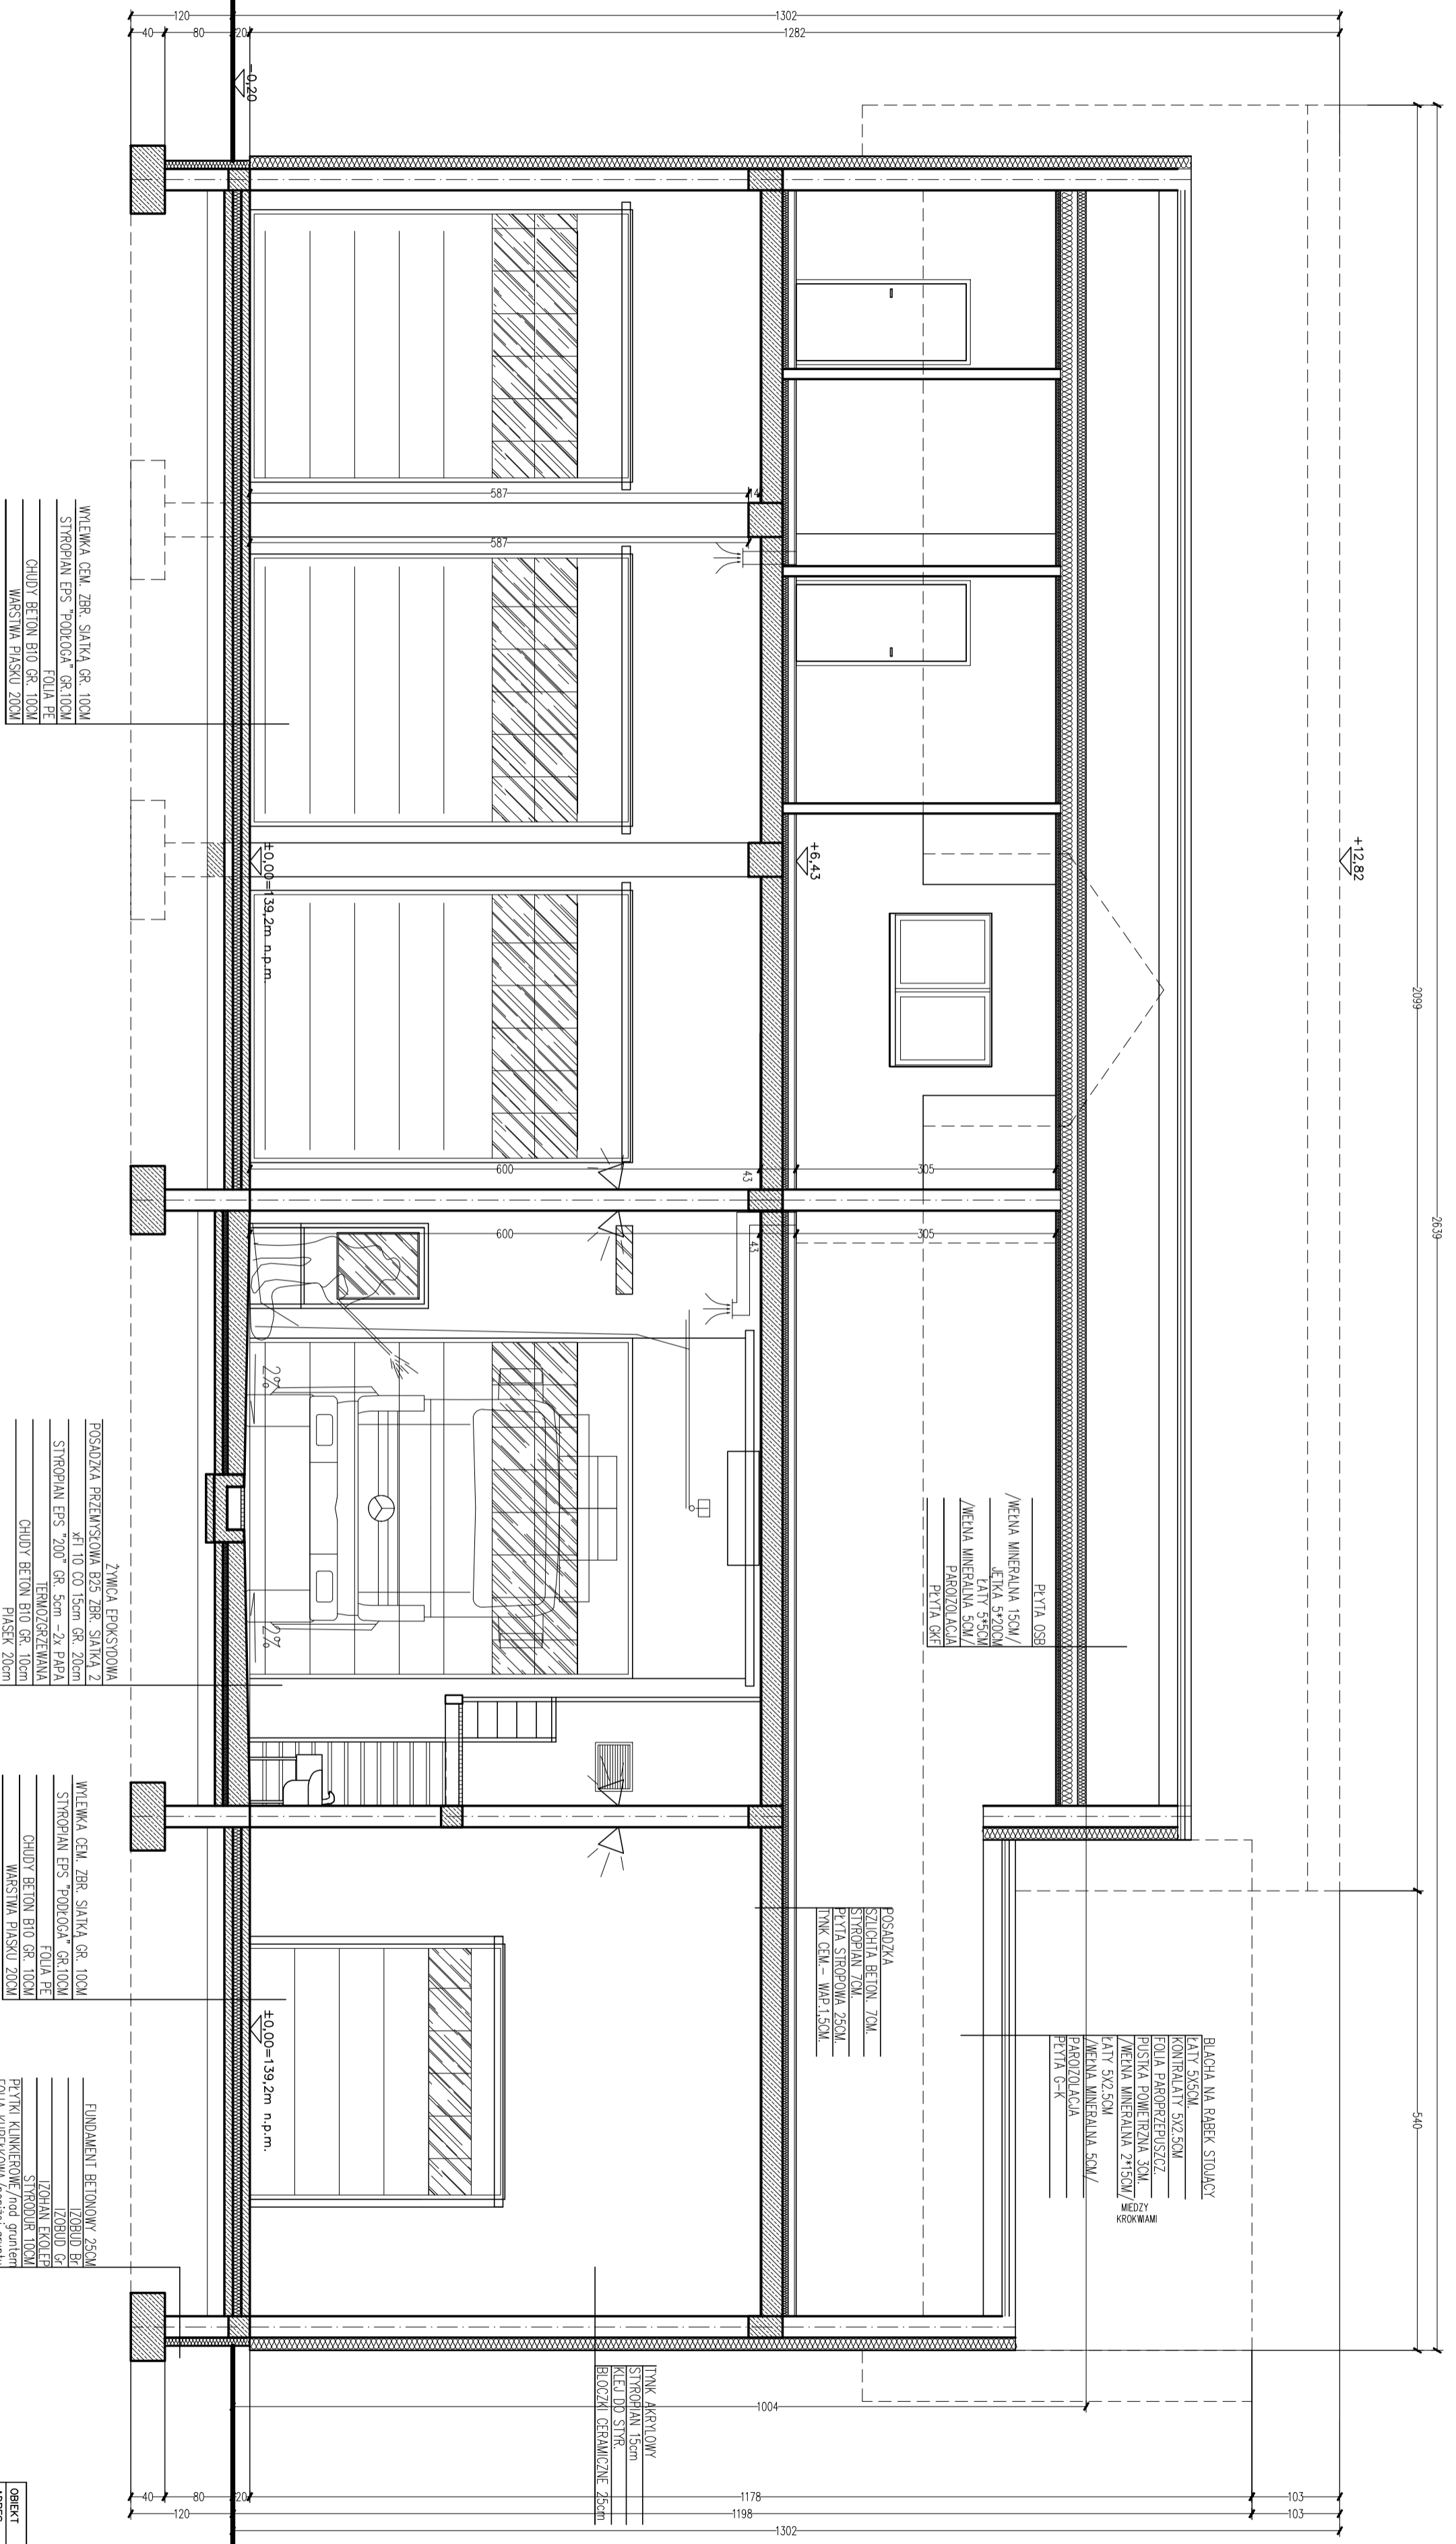 2639
2099
540
+12,82
1302
1282
120
20
80
40
-0,20
BLACHA NA RĄBEK STOJĄCY
ŁATY 5X5CM.
KONTRALATY 5X2.5CM
FOLIA PAROPRZEPUSZCZ.
PUSTKA POWIETRZNA 3CM.
/WEŁNA MINERALNA 2*15CM/
MIEDZY
KROKWIAMI
ŁATY 5X2.5CM
/WEŁNA MINERALNA 5CM/
PAROIZOLACJA
PŁYTA G-K
PŁYTA OSB
/WEŁNA MINERALNA 15CM/
JĘTKA 5*20CM
ŁATY 5*5CM
/WEŁNA MINERALNA 5CM/
PAROIZOLACJA
PŁYTA GKF
305
305
+6,43
POSADZKA
SZLICHTA BETON. 7CM.
STYROPIAN 7CM.
PŁYTA STROPOWA 25CM.
TYNK CEM.- WAP.1,5CM.
43
43
14
587
587
600
600
TYNK AKRYLOWY
STYROPIAN 15cm
KLEJ DO STYR.
BLOCZKI CERAMICZNE 25cm
2%
2%
±0,00=139,2m n.p.m.
±0,00=139,2m n.p.m.
1004
103
103
1178
1198
1302
20
80
40
120
WYLEWKA CEM. ZBR. SIATKĄ GR. 10CM
STYROPIAN EPS "PODŁOGA" GR.10CM
FOLIA PE
CHUDY BETON B10 GR. 10CM
WARSTWA PIASKU 20CM
ŻYWICA EPOKSYDOWA
POSADZKA PRZEMYSŁOWA B25 ZBR. SIATKĄ 2
xFI 10 CO 15cm GR. 20cm
STYROPIAN EPS "200" GR. 5cm -2x PAPA
TERMOZGRZEWANA
CHUDY BETON B10 GR. 10cm
PIASEK 20cm
WYLEWKA CEM. ZBR. SIATKĄ GR. 10CM
STYROPIAN EPS "PODŁOGA" GR.10CM
FOLIA PE
CHUDY BETON B10 GR. 10CM
WARSTWA PIASKU 20CM
FUNDAMENT BETONOWY 25CM
IZOBUD Br
IZOBUD Gr
IZOHAN EKOLEP
STYRODUR 10CM
PŁYTKI KLINKIEROWE/nad gruntem
OBIEKT